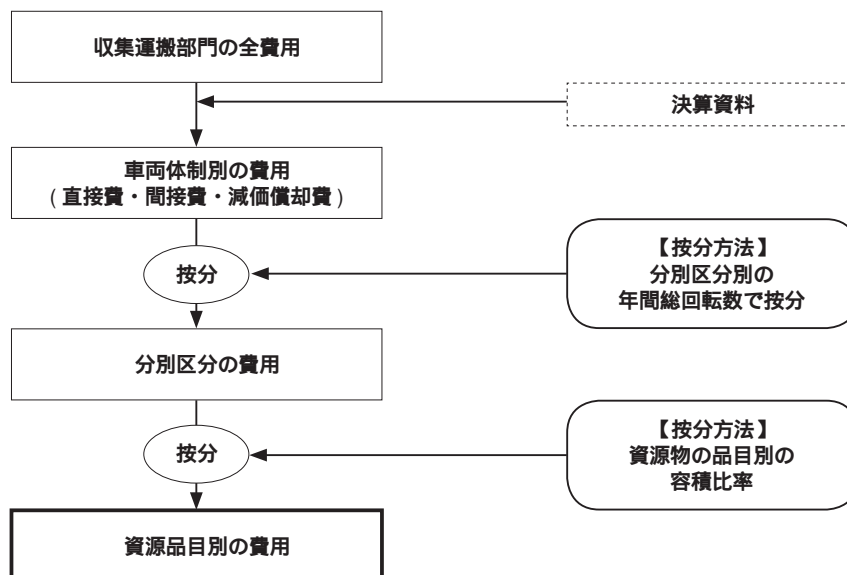 収集運搬部門の全費用
決算資料
車両体制別の費用
(直接費・間接費・減価償却費)
按分
【按分方法】
分別区分別の
年間総回転数で按分
分別区分の費用
按分
【按分方法】
資源物の品目別の
容積比率
資源品目別の費用